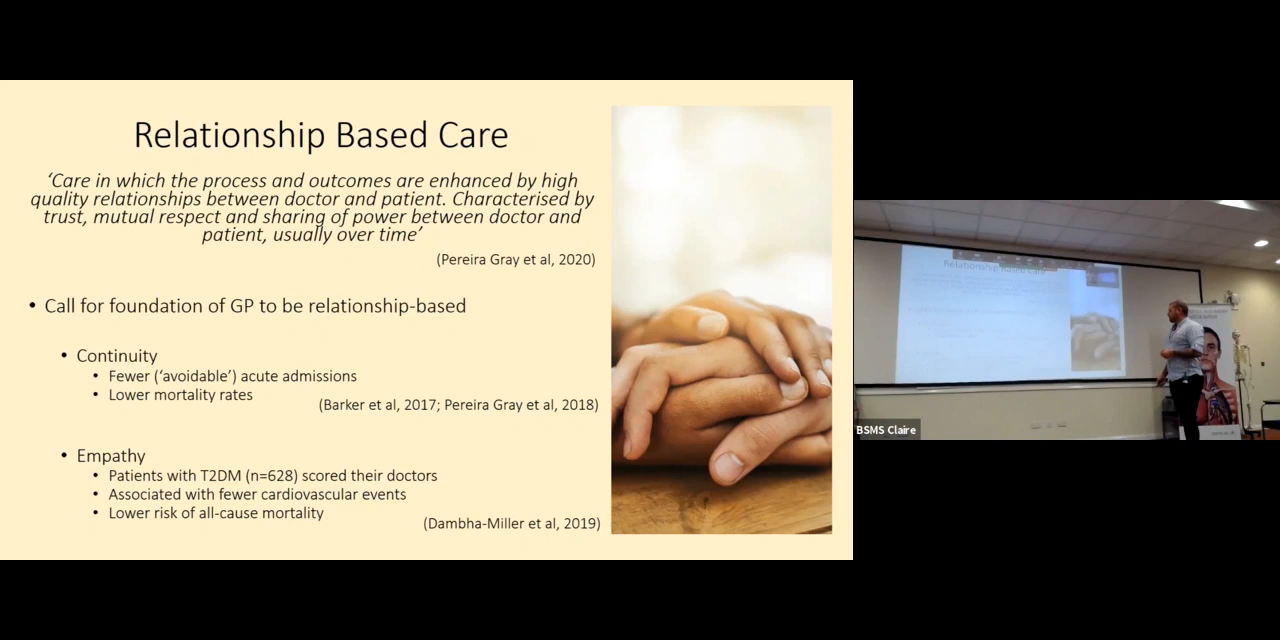 Relationship Based Care
‘Care in which the process and outcomes are enhanced by high
quality relationships between doctor and patient. Characterised by
trust, mutual respect and sharing of power between doctor and
patient, usually over time’
(Pereira Gray et al, 2020)
• Call for foundation of GP to be relationship-based
• Continuity
• Fewer (‘avoidable’) acute admissions
• Lower mortality rates
(Barker et al, 2017; Pereira Gray et al, 2018)
• Empathy
• Patients with T2DM (n=628) scored their doctors
• Associated with fewer cardiovascular events
• Lower risk of all-cause mortality
(Dambha-Miller et al, 2019)
Relationship Based Care
BSMS Claire